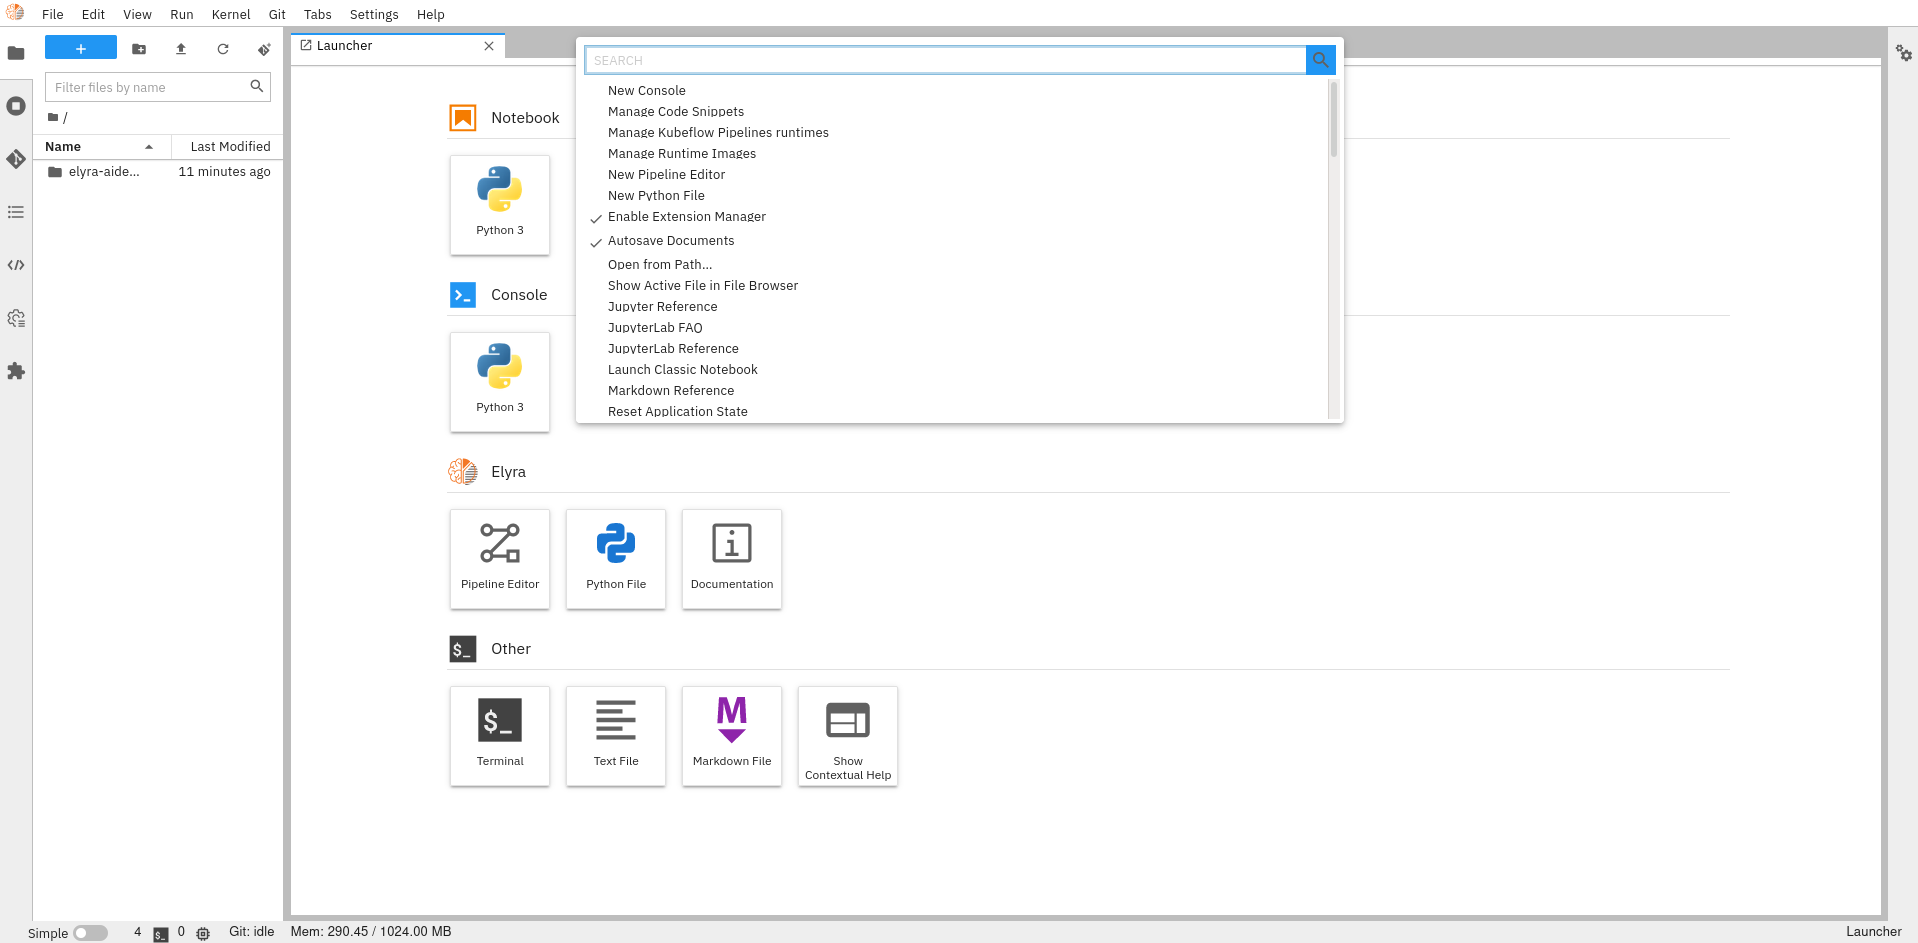 File Edit View Run Kernel Git Tabs Settings Help
Launcher
Filter files by name
/
Name Last Modified
elyra-aide... 11 minutes ago
SEARCH
New Console
Manage Code Snippets
Manage Kubeflow Pipelines runtimes
Manage Runtime Images
New Pipeline Editor
New Python File
Enable Extension Manager
Autosave Documents
Open from Path...
Show Active File in File Browser
Jupyter Reference
JupyterLab FAQ
JupyterLab Reference
Launch Classic Notebook
Markdown Reference
Reset Application State
Notebook
Python 3
Console
Python 3
Elyra
Pipeline Editor
Python File
Documentation
$_ Other
$_
Terminal
Text File
M
Markdown File
Show
Contextual Help
Simple 4 $_ 0 Git: idle Mem: 290.45 / 1024.00 MB Launcher